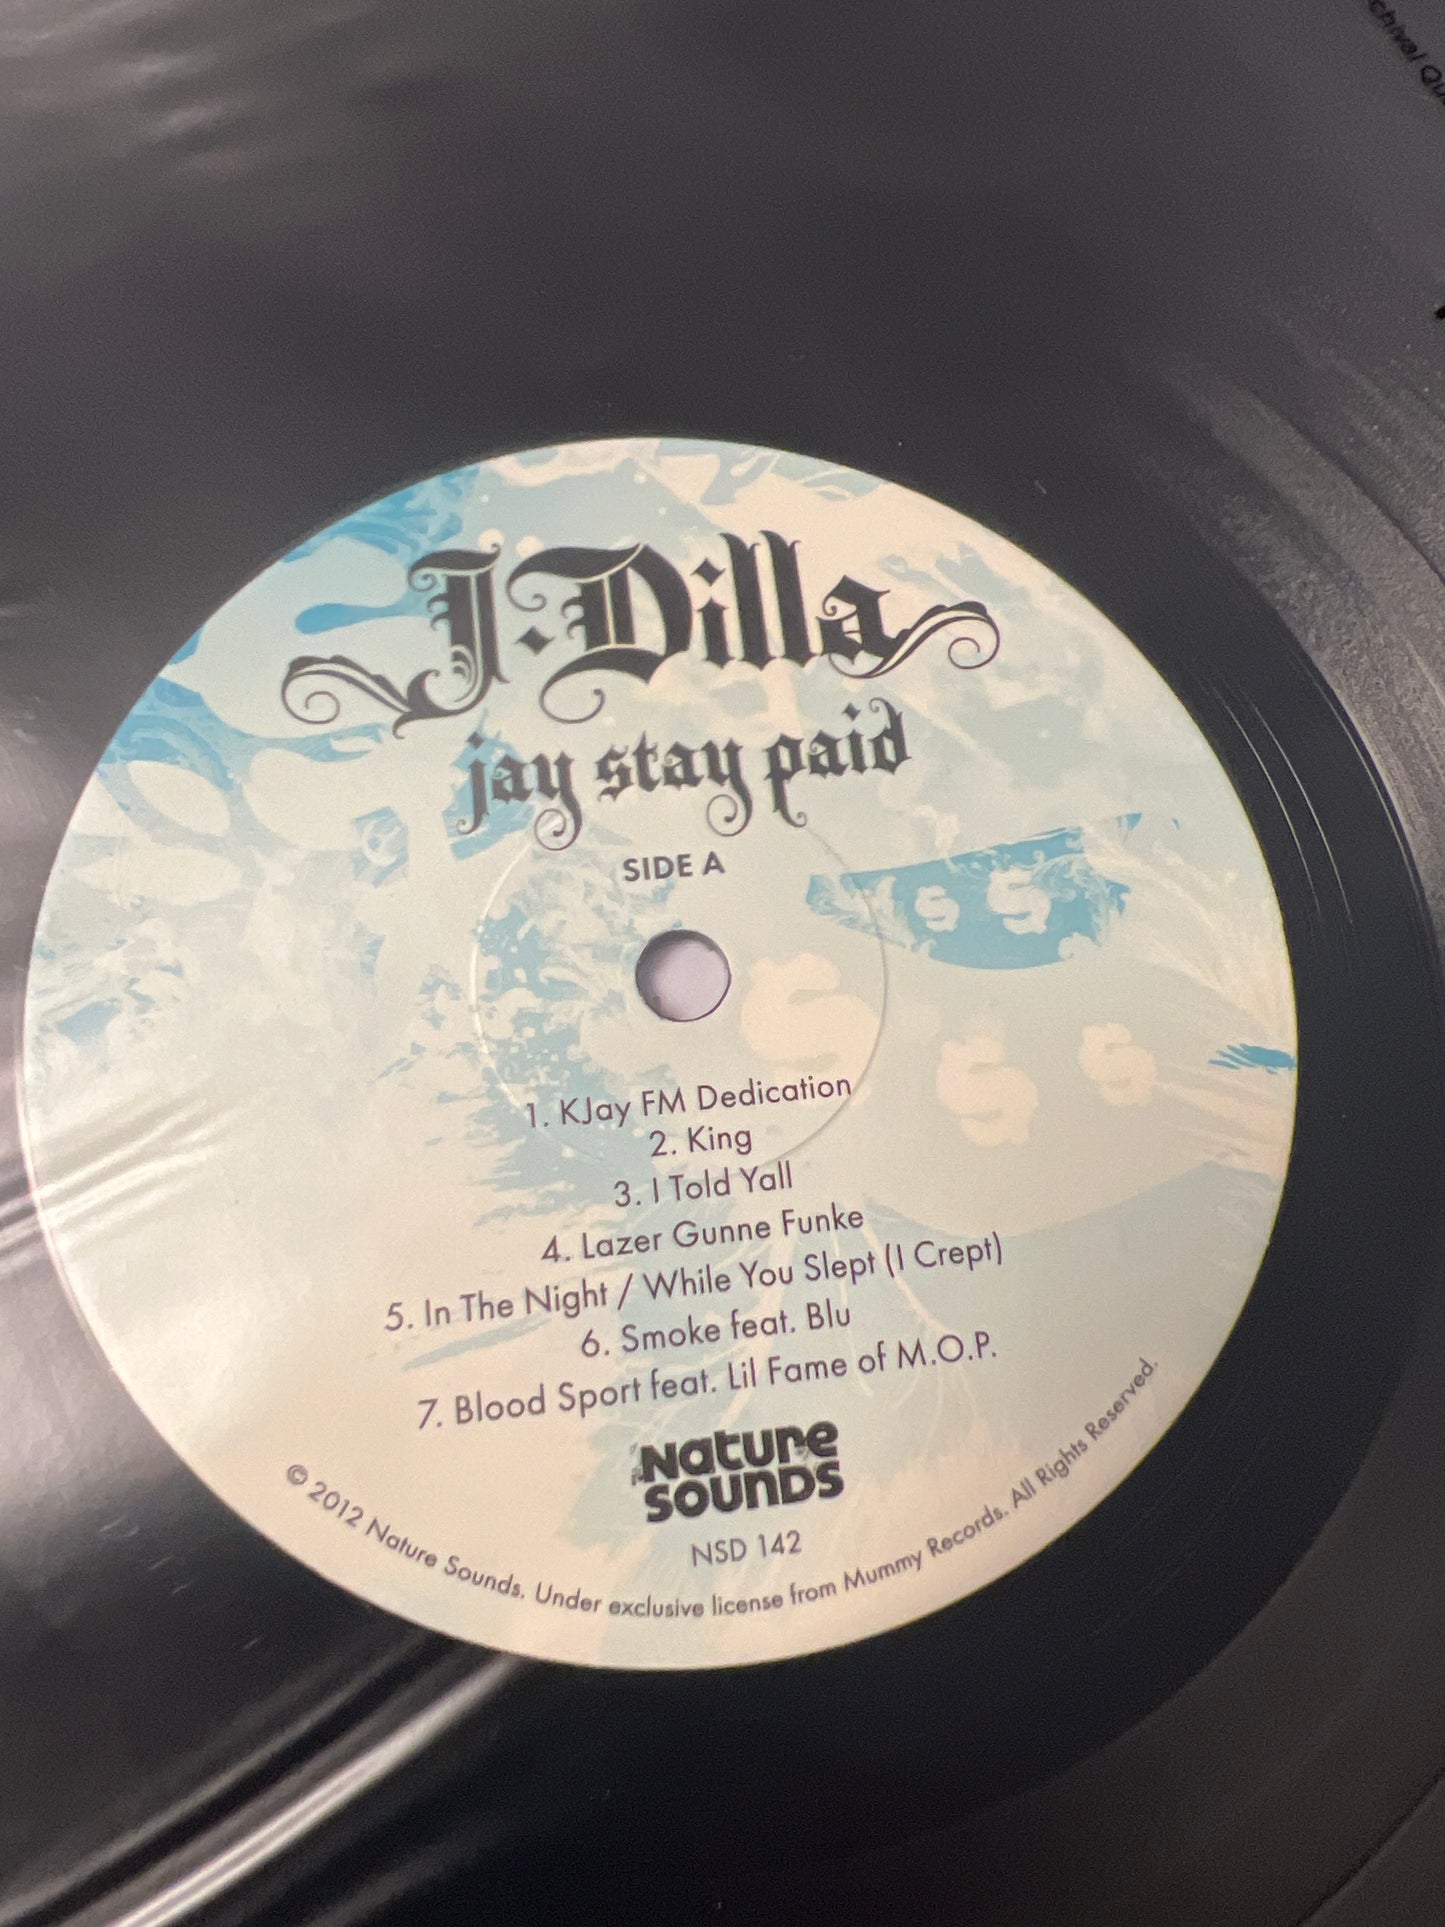 J. Dilla
jay stay paid
SIDE A
1. KJay FM Dedication
2. King
3. I Told Yall
4. Lazer Gunne Funke
5. In The Night / While You Slept (I Crept)
6. Smoke feat. Blu
7. Blood Sport feat. Lil Fame of M.O.P.
Nature
Sounds
NSD 142
© 2012 Nature Sounds. Under exclusive license from Mummy Records. All Rights Reserved.